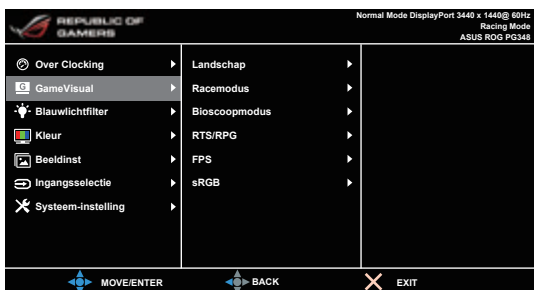 REPUBLIC OF
GAMERS
Normal Mode DisplayPort 3440 x 1440@ 60Hz
Racing Mode
ASUS ROG PG348
Over Clocking
Landschap
G
GameVisual
Racemodus
Blauwlichtfilter
Bioscoopmodus
Kleur
RTS/RPG
Beeldinst
FPS
Ingangsselectie
sRGB
Systeem-instelling
MOVE/ENTER
BACK
EXIT